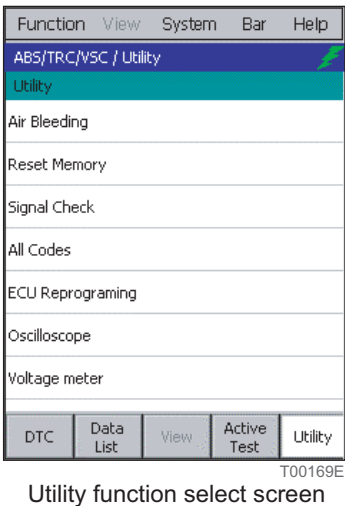 Function View System Bar Help
ABS/TRC/VSC / Utility
Utility
Air Bleeding
Reset Memory
Signal Check
All Codes
ECU Reprograming
Oscilloscope
Voltage meter
DTC Data List View Active Test Utility
T00169E
Utility function select screen